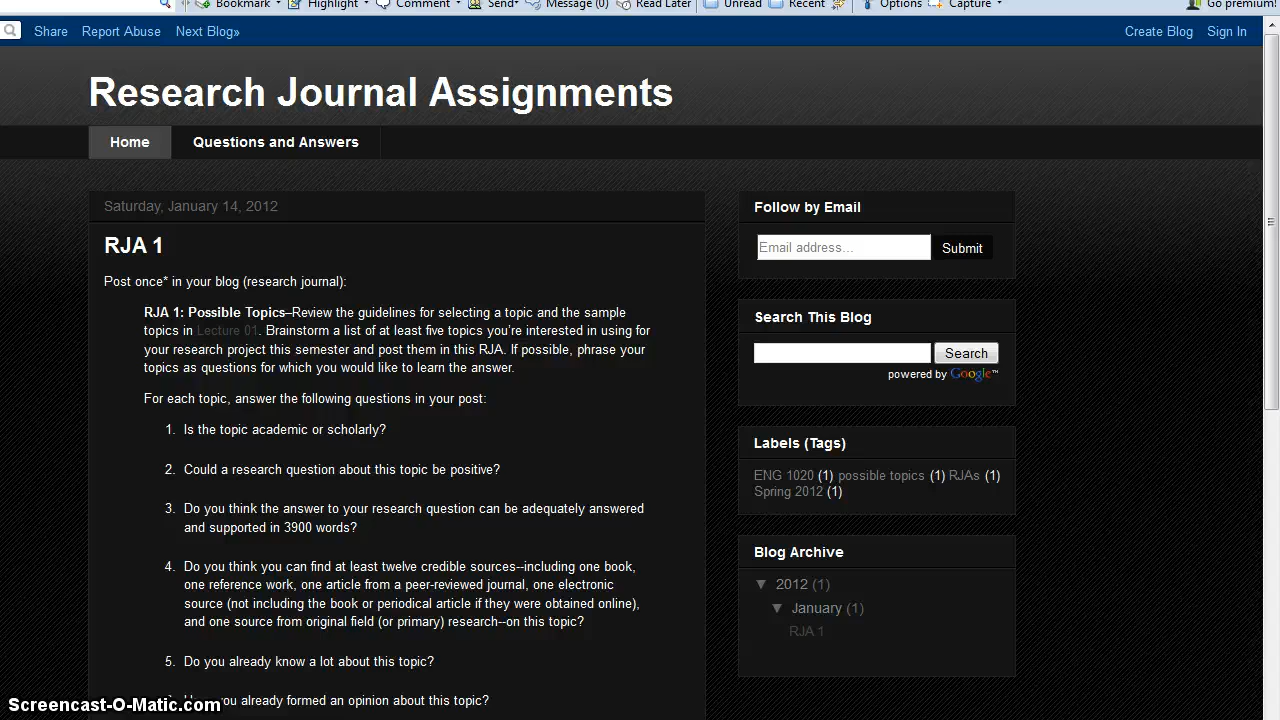 Bookmark Highlight Comment Send Message (0) Read Later Unread Recent Options Capture Go premium!
Share Report Abuse Next Blog» Create Blog Sign In
Research Journal Assignments
Home Questions and Answers
Saturday, January 14, 2012
RJA 1
Post once* in your blog (research journal):
RJA 1: Possible Topics–Review the guidelines for selecting a topic and the sample
topics in Lecture 01. Brainstorm a list of at least five topics you're interested in using for
your research project this semester and post them in this RJA. If possible, phrase your
topics as questions for which you would like to learn the answer.
For each topic, answer the following questions in your post:
1. Is the topic academic or scholarly?
2. Could a research question about this topic be positive?
3. Do you think the answer to your research question can be adequately answered
and supported in 3900 words?
4. Do you think you can find at least twelve credible sources--including one book,
one reference work, one article from a peer-reviewed journal, one electronic
source (not including the book or periodical article if they were obtained online),
and one source from original field (or primary) research--on this topic?
5. Do you already know a lot about this topic?
you already formed an opinion about this topic?
Follow by Email
Email address...
Submit
Search This Blog
Search
powered by Google™
Labels (Tags)
ENG 1020 (1) possible topics (1) RJAs (1)
Spring 2012 (1)
Blog Archive
▼ 2012 (1)
▼ January (1)
RJA 1
Screencast-O-Matic.com